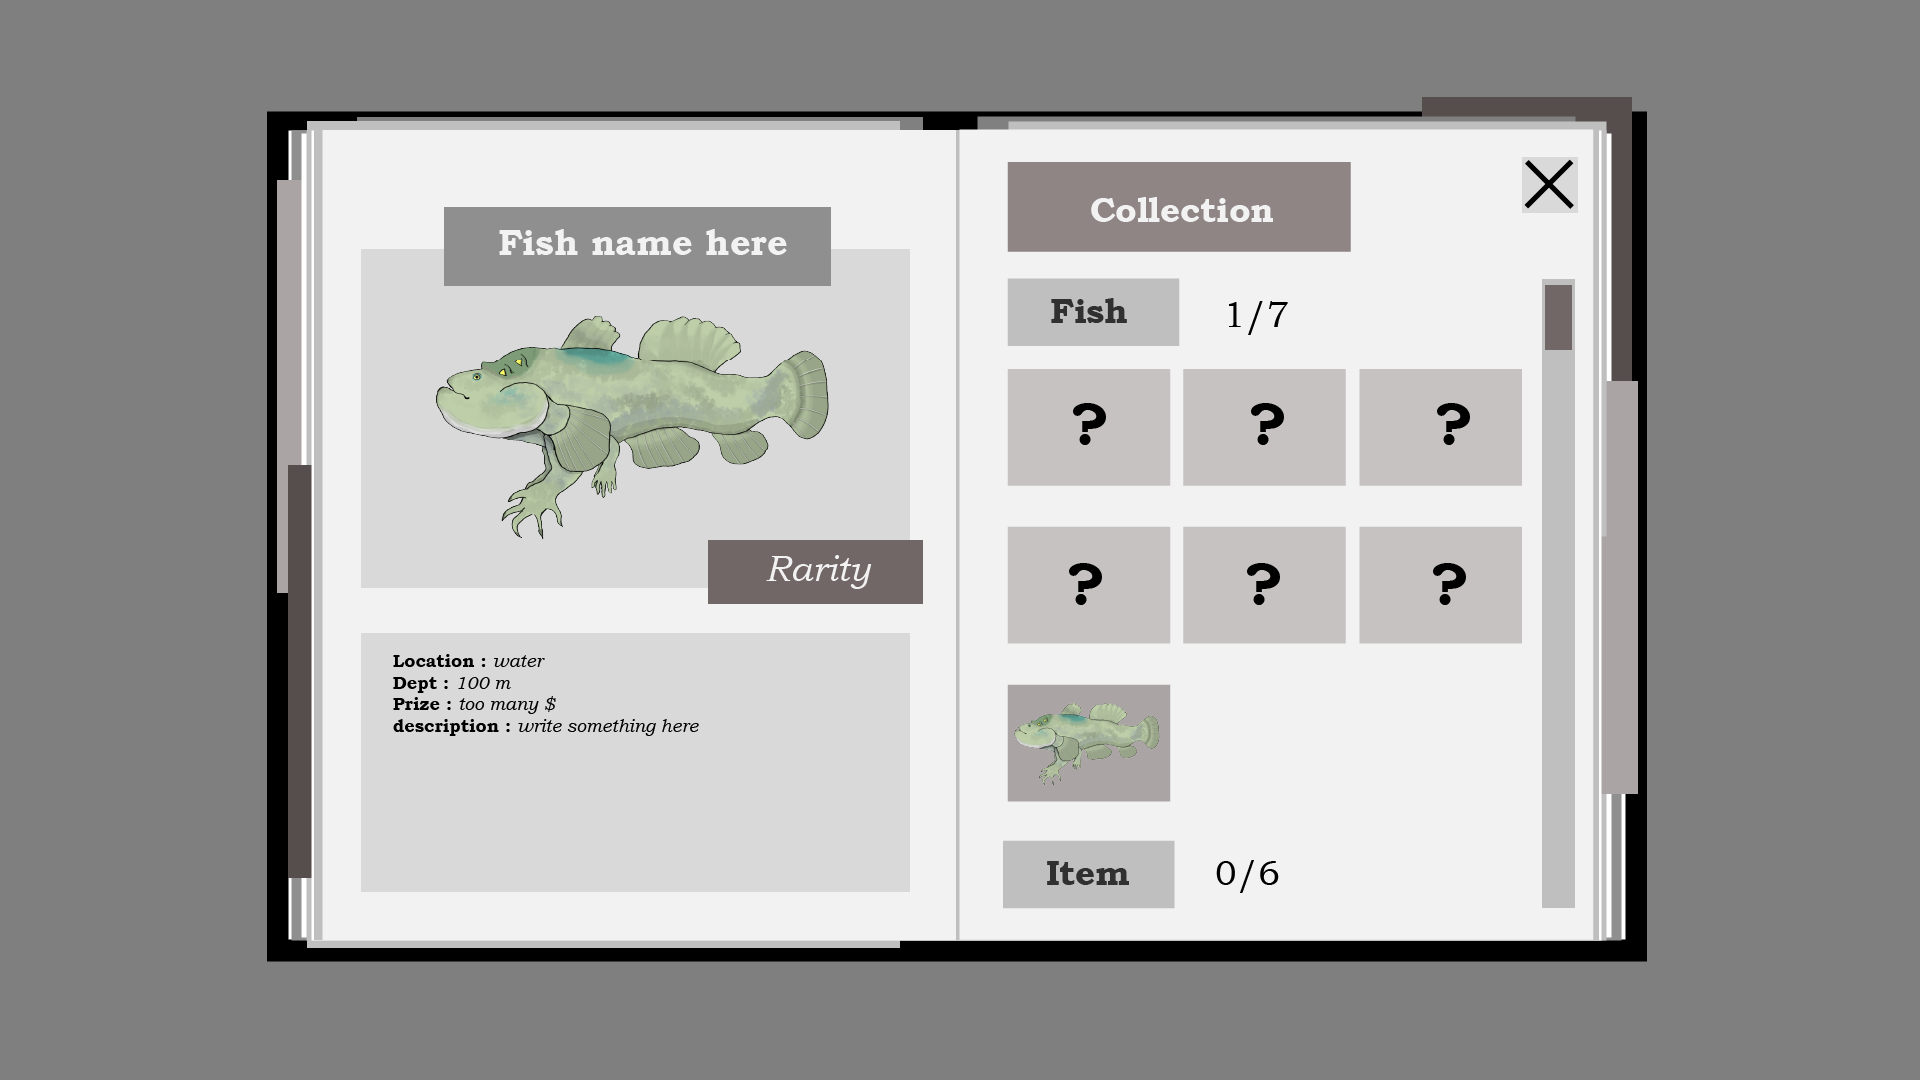 Fish name here
Rarity
Location : water
Dept : 100 m
Prize : too many $
description : write something here
Collection
Fish 1/7
? ? ?
? ? ?
Item 0/6